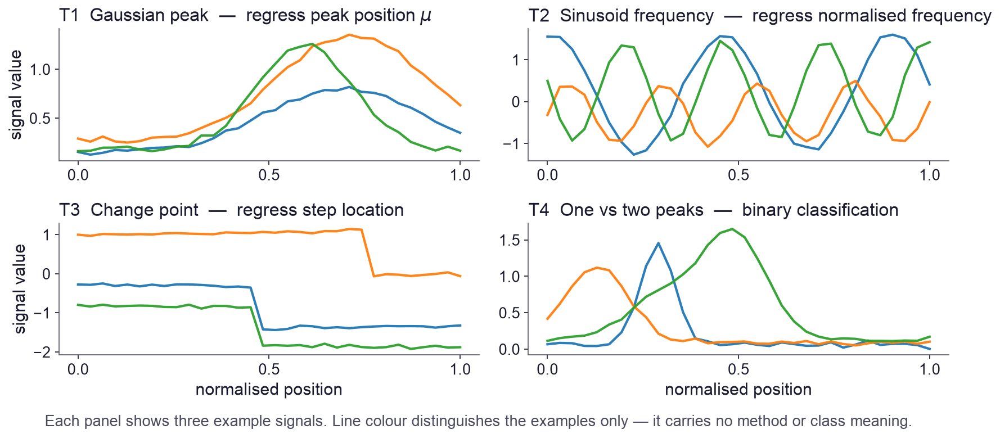 T1  Gaussian peak  —  regress peak position μ
signal value
1.0
0.5
0.0
0.5
1.0
T2  Sinusoid frequency  —  regress normalised frequency
1
0
−1
0.0
0.5
1.0
T3  Change point  —  regress step location
signal value
1
0
−1
−2
0.0
0.5
1.0
normalised position
T4  One vs two peaks  —  binary classification
1.5
1.0
0.5
0.0
0.0
0.5
1.0
normalised position
Each panel shows three example signals. Line colour distinguishes the examples only — it carries no method or class meaning.